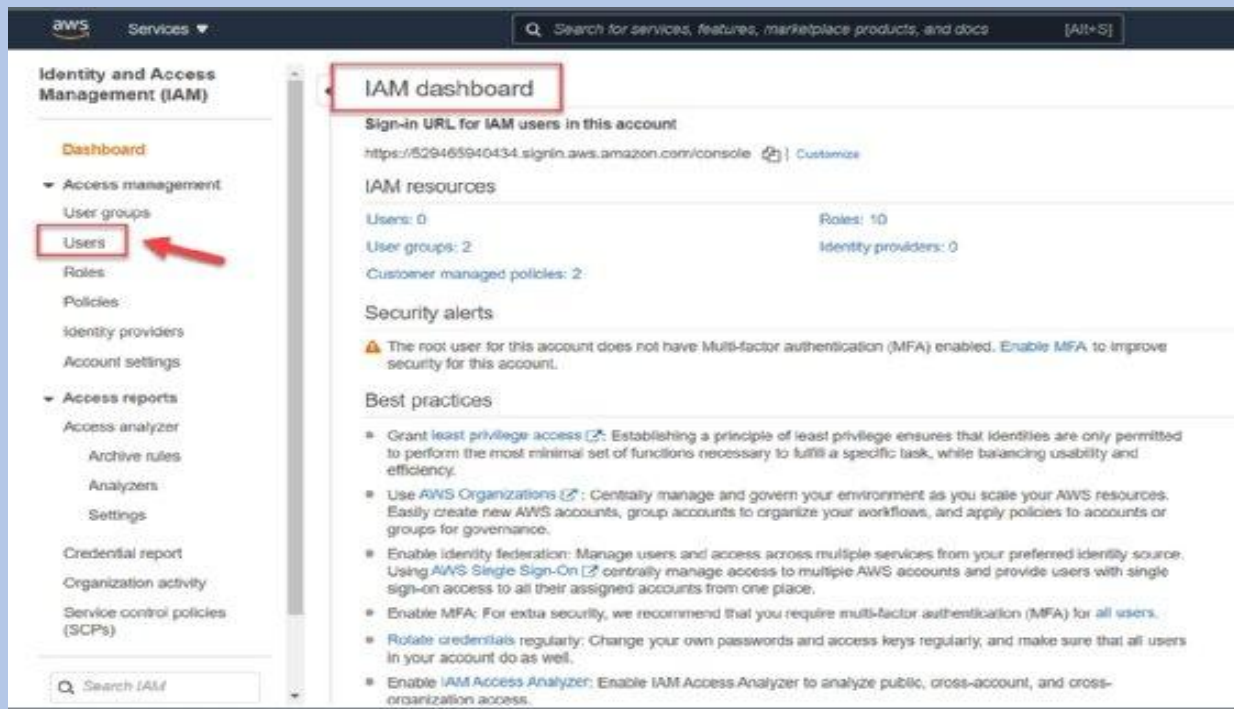 aws Services ▼ Search for services, features, marketplace products, and docs [Alt+S]
Identity and Access
Management (IAM)
Dashboard
Access management
User groups
Users
Roles
Policies
Identity providers
Account settings
Access reports
Access analyzer
Archive rules
Analyzers
Settings
Credential report
Organization activity
Service control policies
(SCPs)
Search IAM
IAM dashboard
Sign-in URL for IAM users in this account
https://529465940434.signin.aws.amazon.com/console | Customize
IAM resources
Users: 0 Roles: 10
User groups: 2 Identity providers: 0
Customer managed policies: 2
Security alerts
The root user for this account does not have Multi-factor authentication (MFA) enabled. Enable MFA to improve
security for this account.
Best practices
Grant least privilege access : Establishing a principle of least privilege ensures that identities are only permitted
to perform the most minimal set of functions necessary to fulfill a specific task, while balancing usability and
efficiency.
Use AWS Organizations : Centrally manage and govern your environment as you scale your AWS resources.
Easily create new AWS accounts, group accounts to organize your workflows, and apply policies to accounts or
groups for governance.
Enable identity federation: Manage users and access across multiple services from your preferred identity source.
Using AWS Single Sign-On centrally manage access to multiple AWS accounts and provide users with single
sign-on access to all their assigned accounts from one place.
Enable MFA: For extra security, we recommend that you require multi-factor authentication (MFA) for all users.
Rotate credentials regularly: Change your own passwords and access keys regularly, and make sure that all users
in your account do as well.
Enable IAM Access Analyzer: Enable IAM Access Analyzer to analyze public, cross-account, and cross-
organization access.